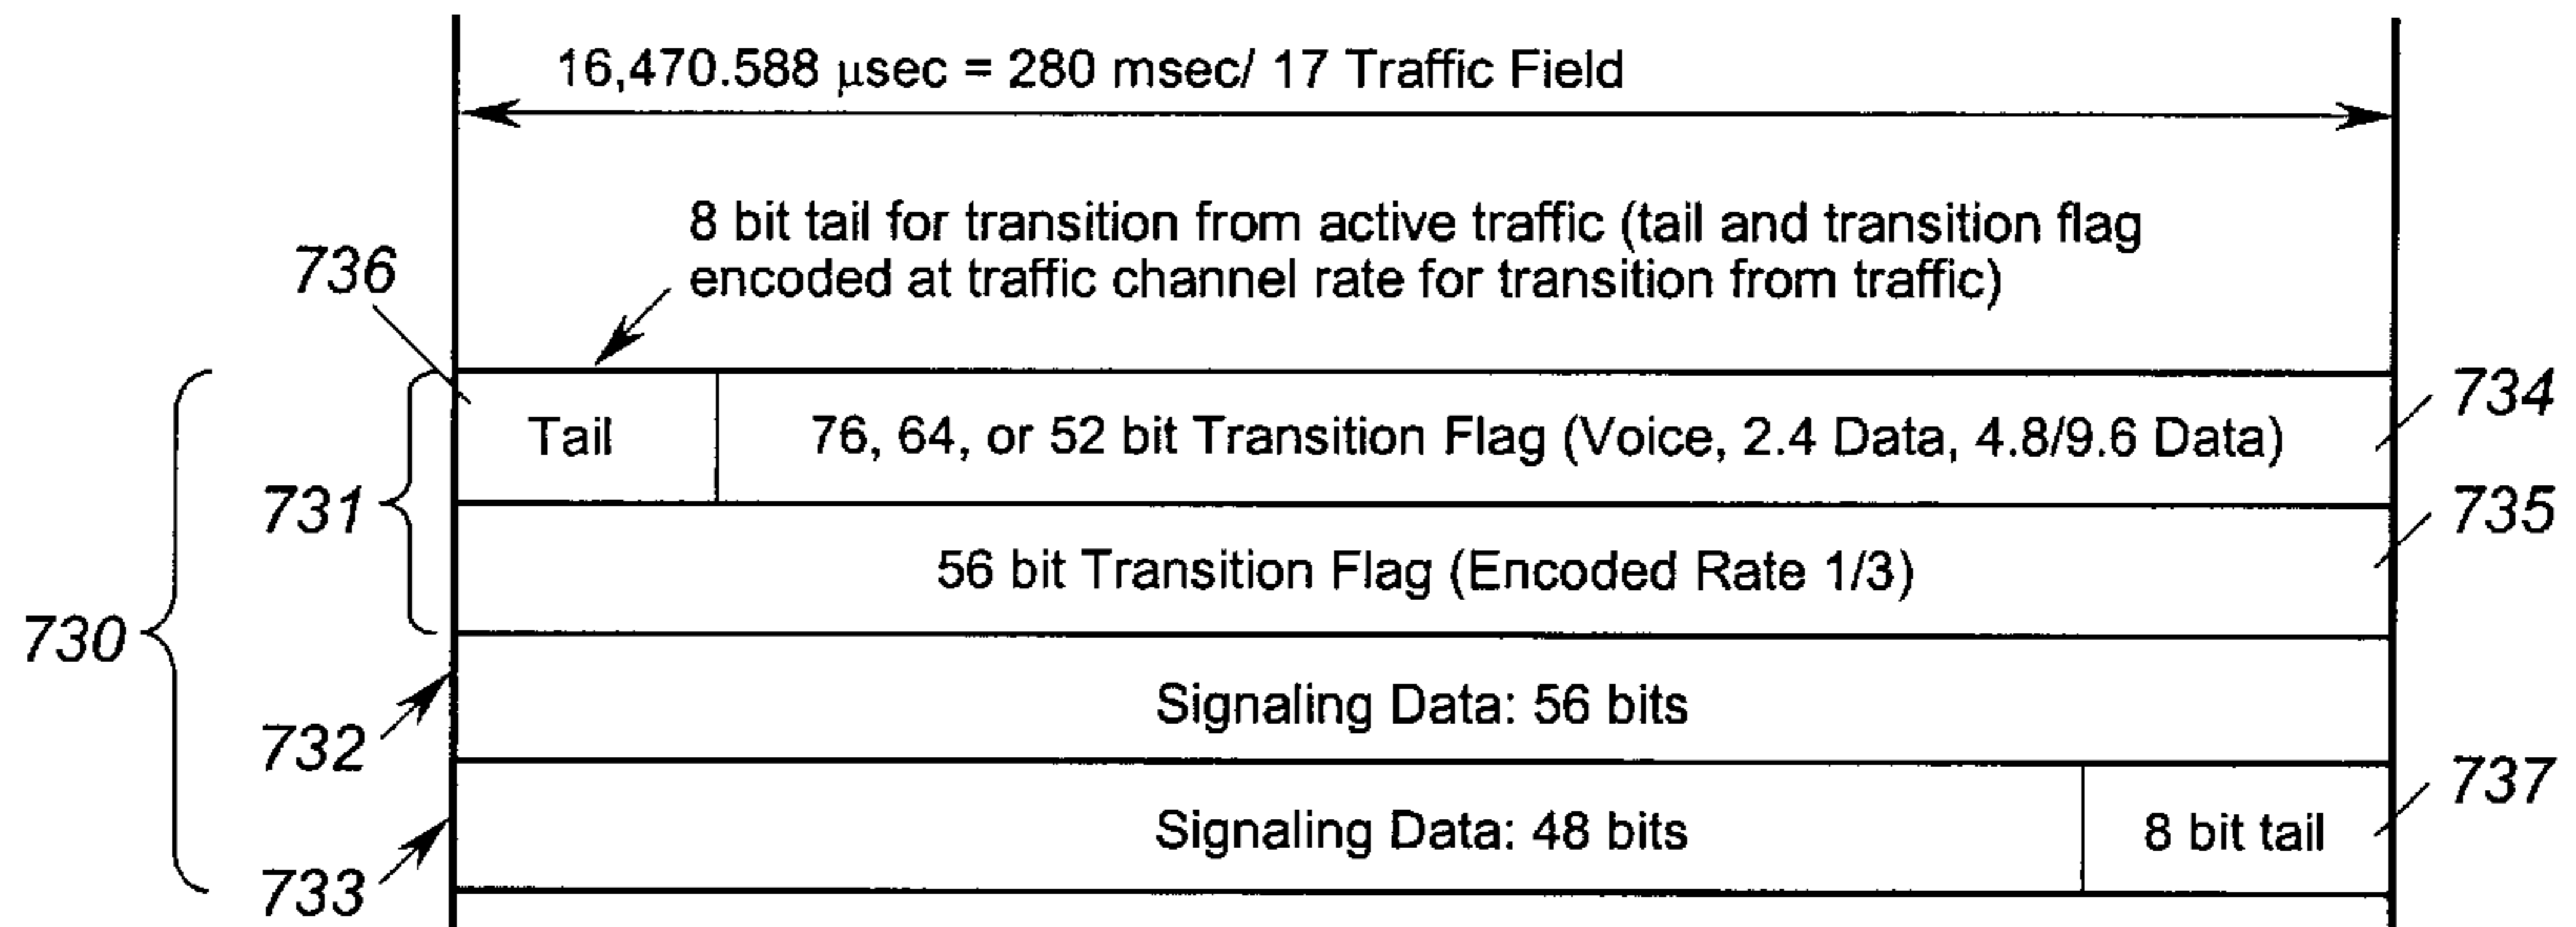 16,470.588 μsec = 280 msec/ 17 Traffic Field
8 bit tail for transition from active traffic (tail and transition flag
encoded at traffic channel rate for transition from traffic)
736
734
Tail
76, 64, or 52 bit Transition Flag (Voice, 2.4 Data, 4.8/9.6 Data)
731
735
56 bit Transition Flag (Encoded Rate 1/3)
730
Signaling Data: 56 bits
732
737
Signaling Data: 48 bits
8 bit tail
733